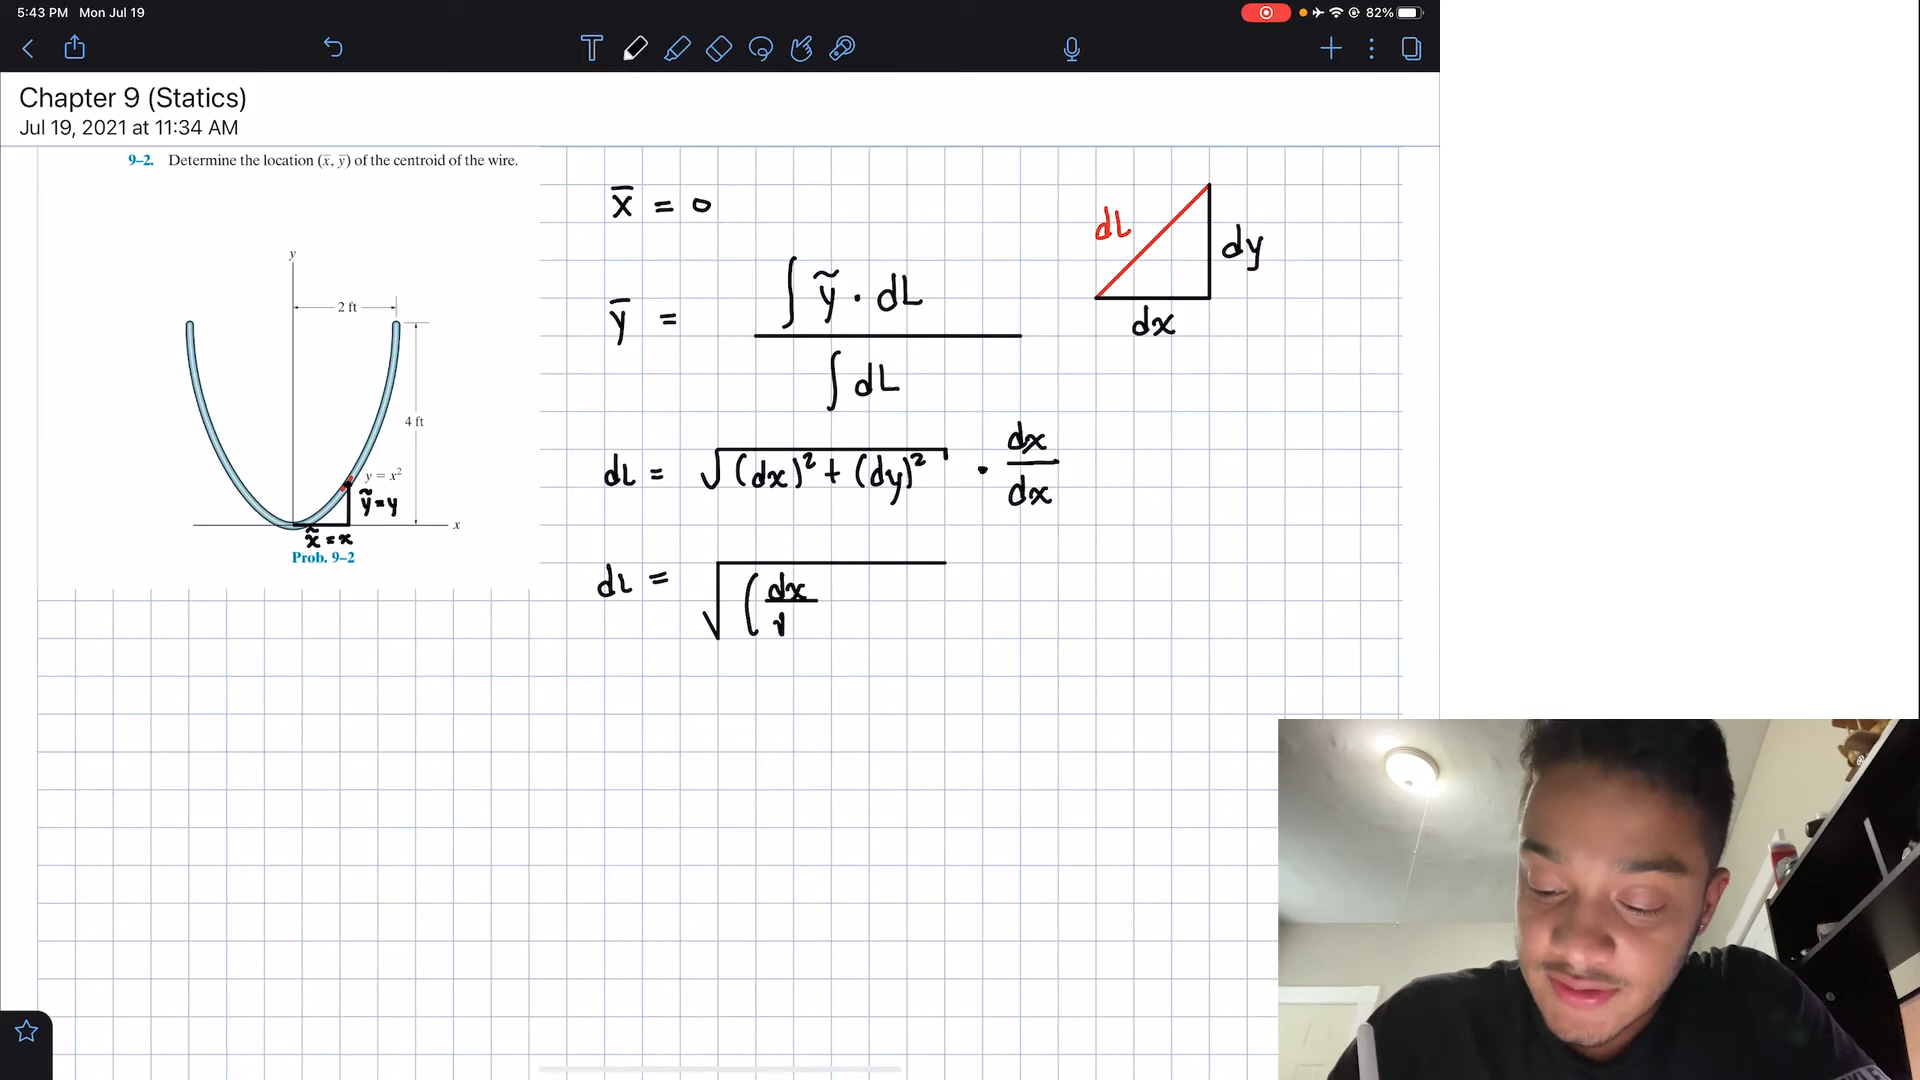 5:43 PM Mon Jul 19
82%
T
Chapter 9 (Statics)
Jul 19, 2021 at 11:34 AM
9–2. Determine the location (x̄, ȳ) of the centroid of the wire.
y
2 ft
4 ft
y = x²
ỹ = y
x
x̃ = x
Prob. 9–2
x̄ = 0
ȳ = ∫ ỹ · dL
∫ dL
dL
dy
dx
dL = √(dx)² + (dy)² · dx
dx
dL = √( dx